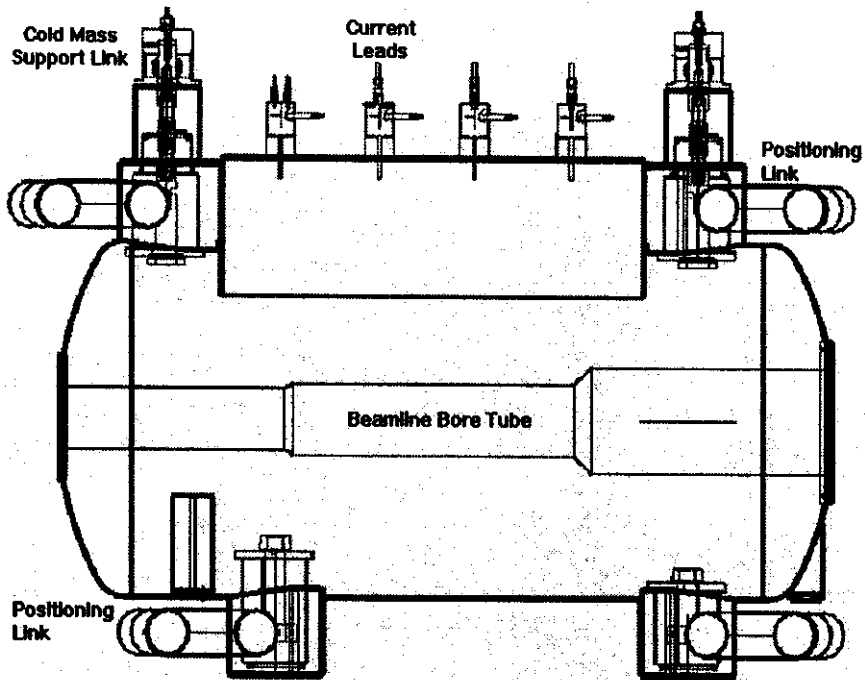 Cold Mass
Support Link
Current
Leads
Positioning
Link
Beamline Bore Tube
Positioning
Link